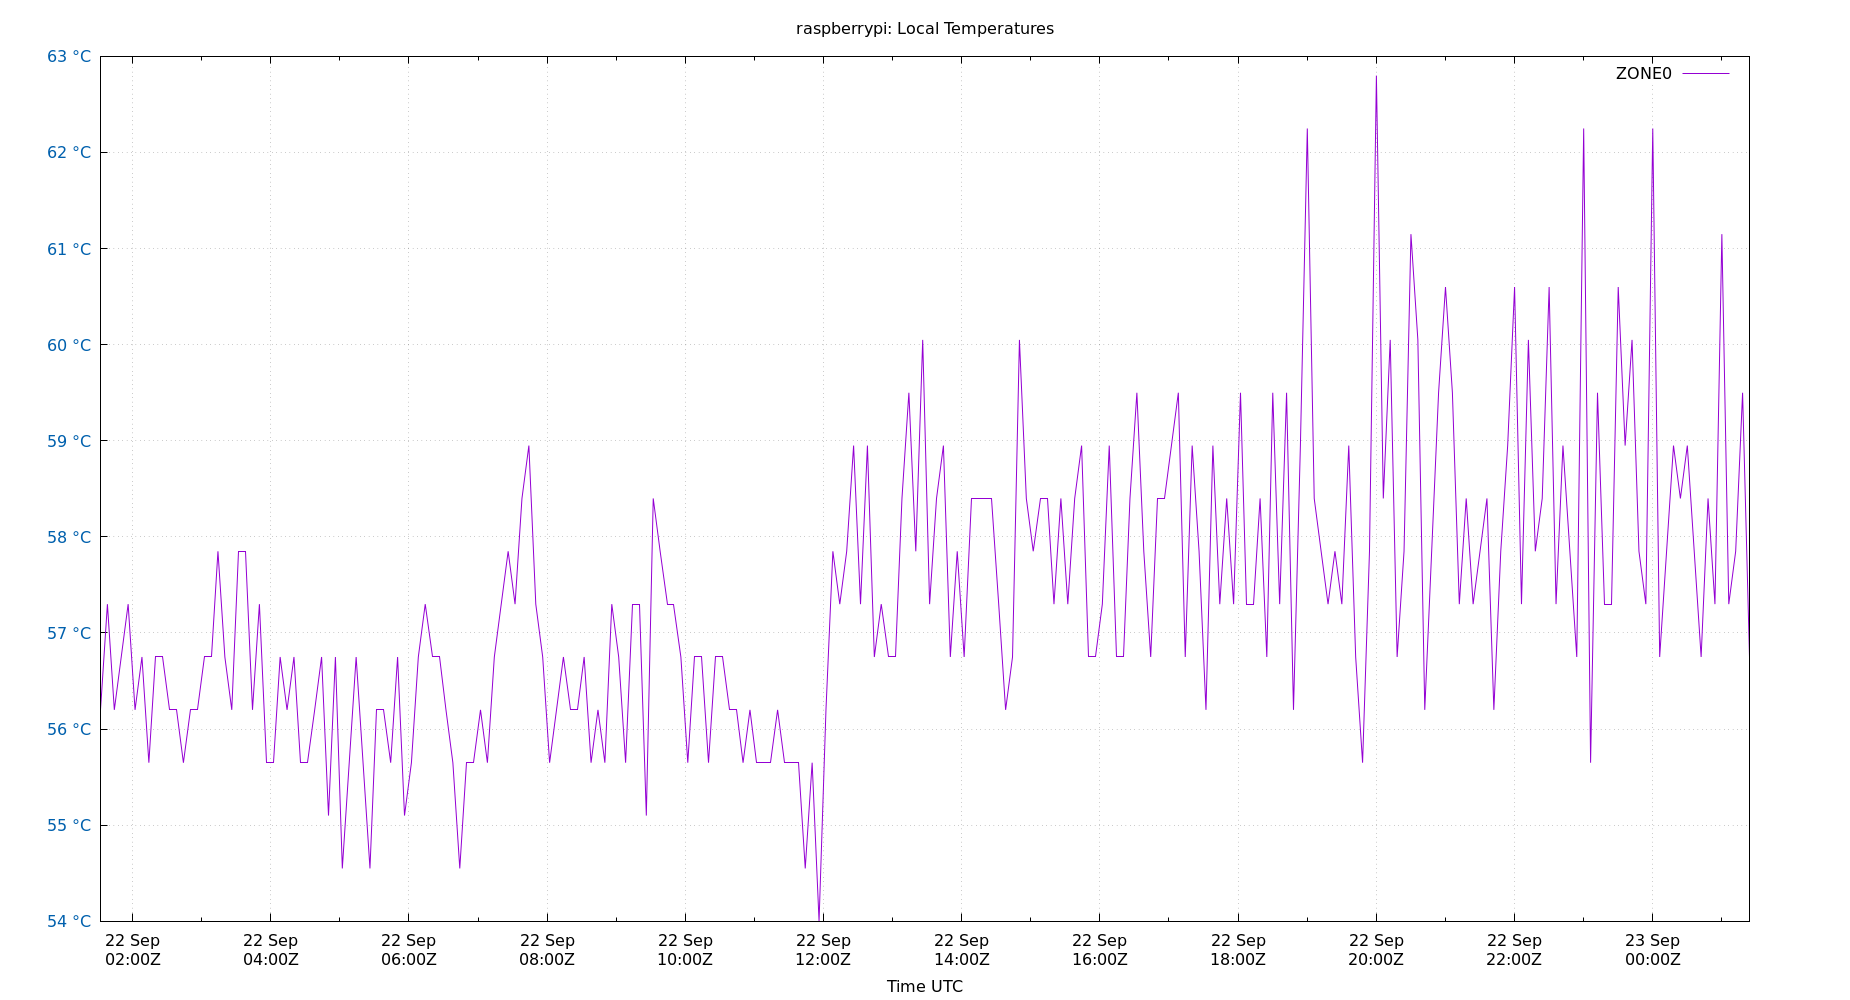 raspberrypi: Local Temperatures
63 °C
ZONE0
62 °C
61 °C
60 °C
59 °C
58 °C
57 °C
56 °C
55 °C
54 °C
22 Sep 22 Sep 22 Sep 22 Sep 22 Sep 22 Sep 22 Sep 22 Sep 22 Sep 22 Sep 22 Sep 23 Sep
02:00Z 04:00Z 06:00Z 08:00Z 10:00Z 12:00Z 14:00Z 16:00Z 18:00Z 20:00Z 22:00Z 00:00Z
Time UTC